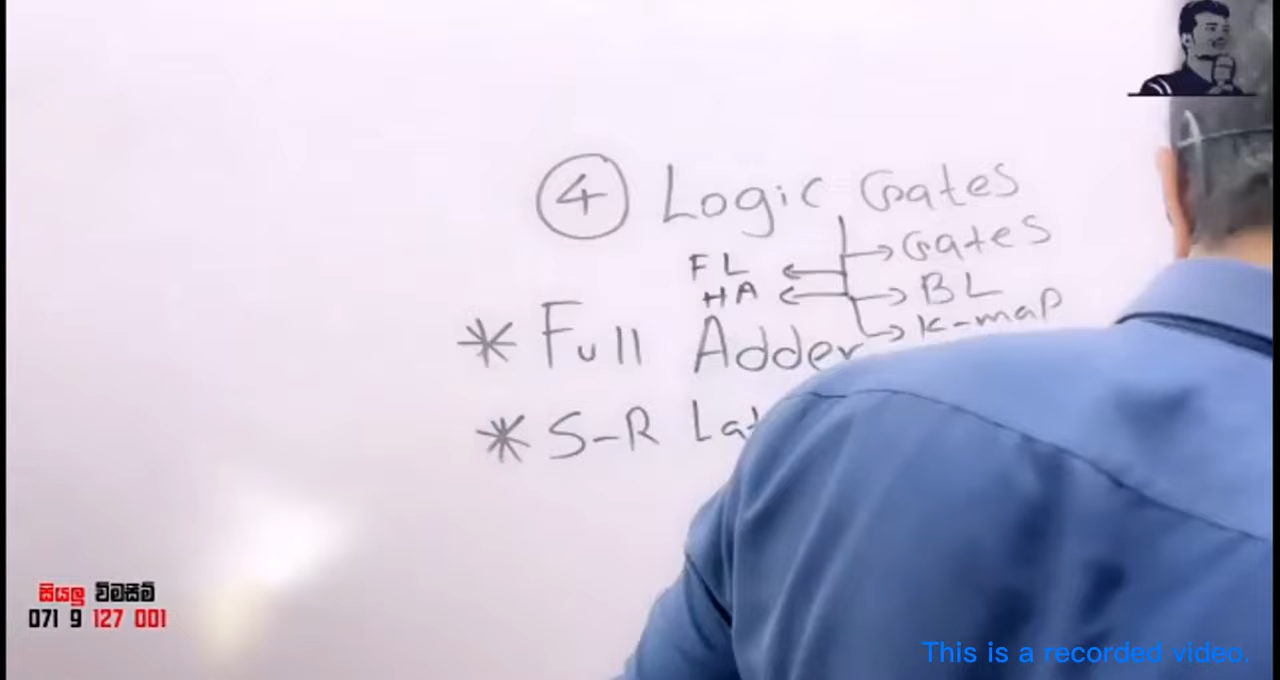 ④ Logic Gates
→ Gates
FL ←
HA ← → BL
→ K-map
* Full Adder
* S-R Lat
සියලු විමසීම්
071 9 127 001
This is a recorded video.